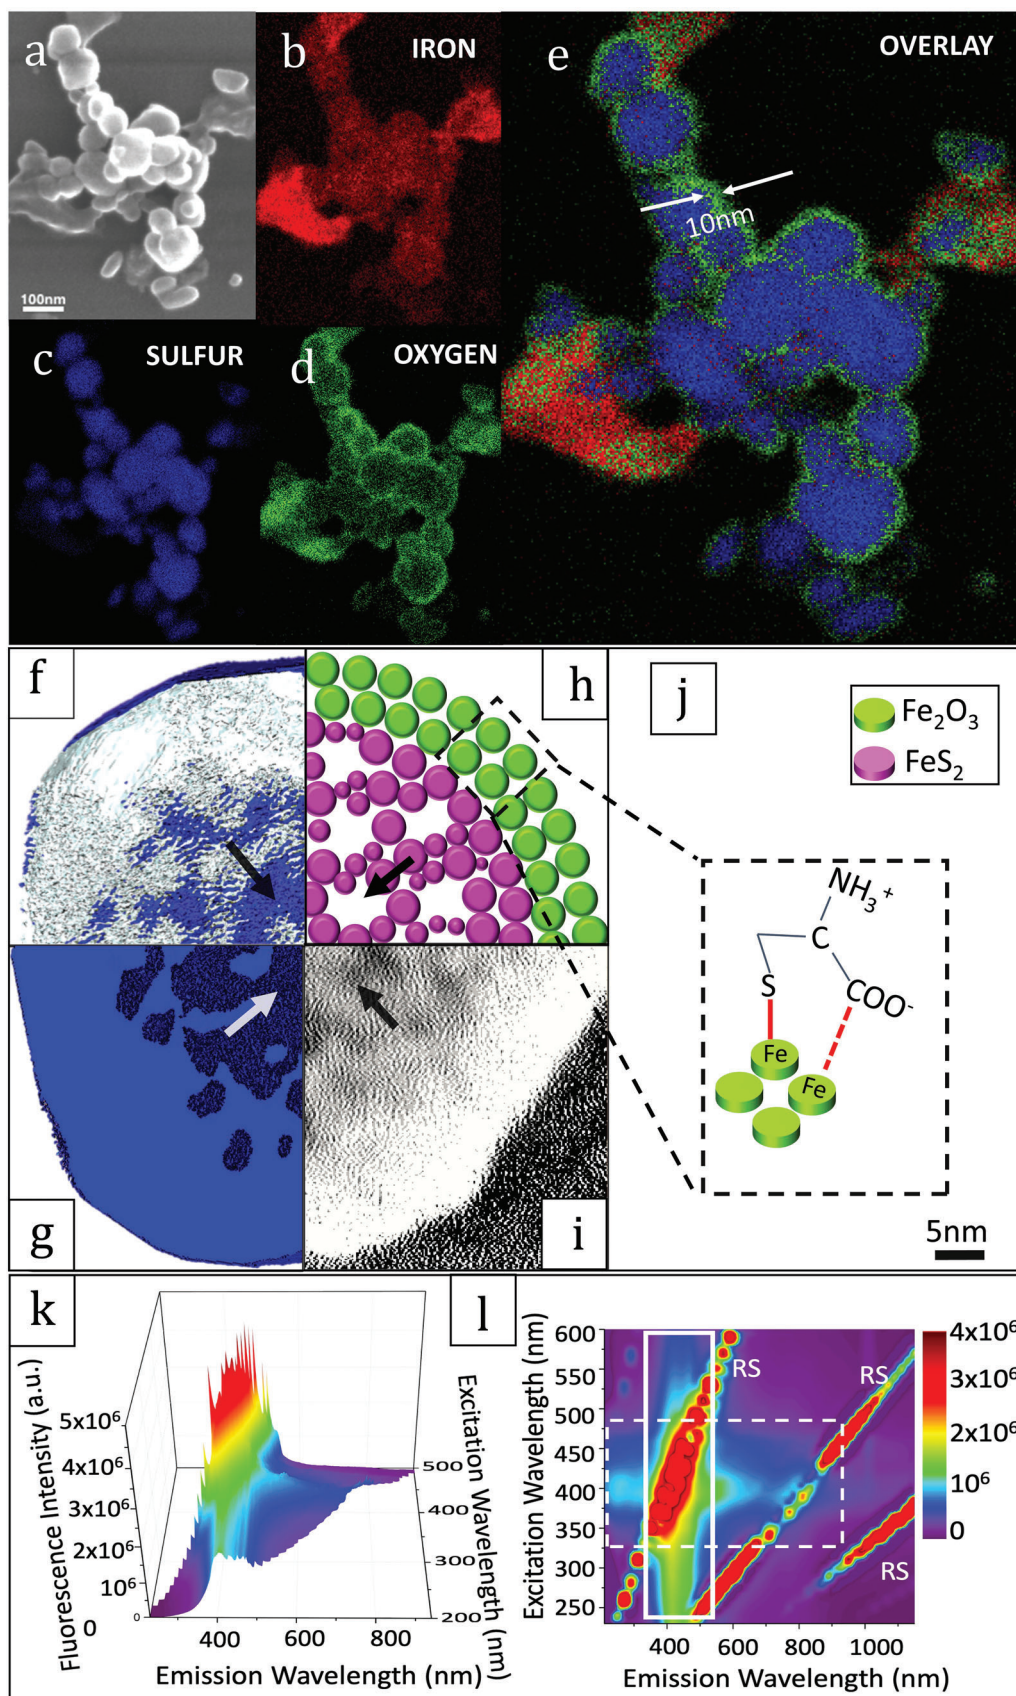 a
100nm
b
IRON
c
SULFUR
d
OXYGEN
e
OVERLAY
10nm
f
g
h
i
j
Fe₂O₃
FeS₂
NH₃⁺
C
S
COO⁻
Fe
Fe
5nm
k
Fluorescence Intensity (a.u.)
5x10⁶
4x10⁶
3x10⁶
2x10⁶
10⁶
0
400
600
800
Emission Wavelength (nm)
500
400
300
200
Excitation Wavelength (nm)
l
Excitation Wavelength (nm)
600
550
500
450
400
350
300
250
RS
RS
RS
400
600
800
1000
Emission Wavelength (nm)
4x10⁶
3x10⁶
2x10⁶
10⁶
0